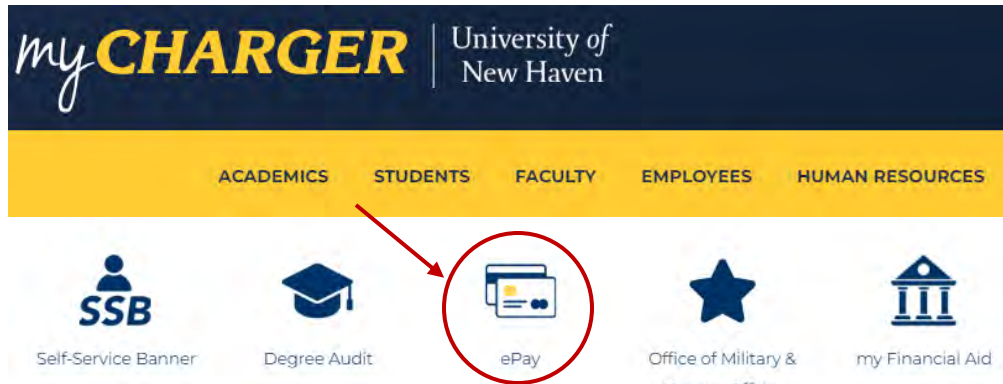 myCHARGER
University of
New Haven
ACADEMICS STUDENTS FACULTY EMPLOYEES HUMAN RESOURCES
SSB
Self-Service Banner Degree Audit ePay Office of Military & my Financial Aid